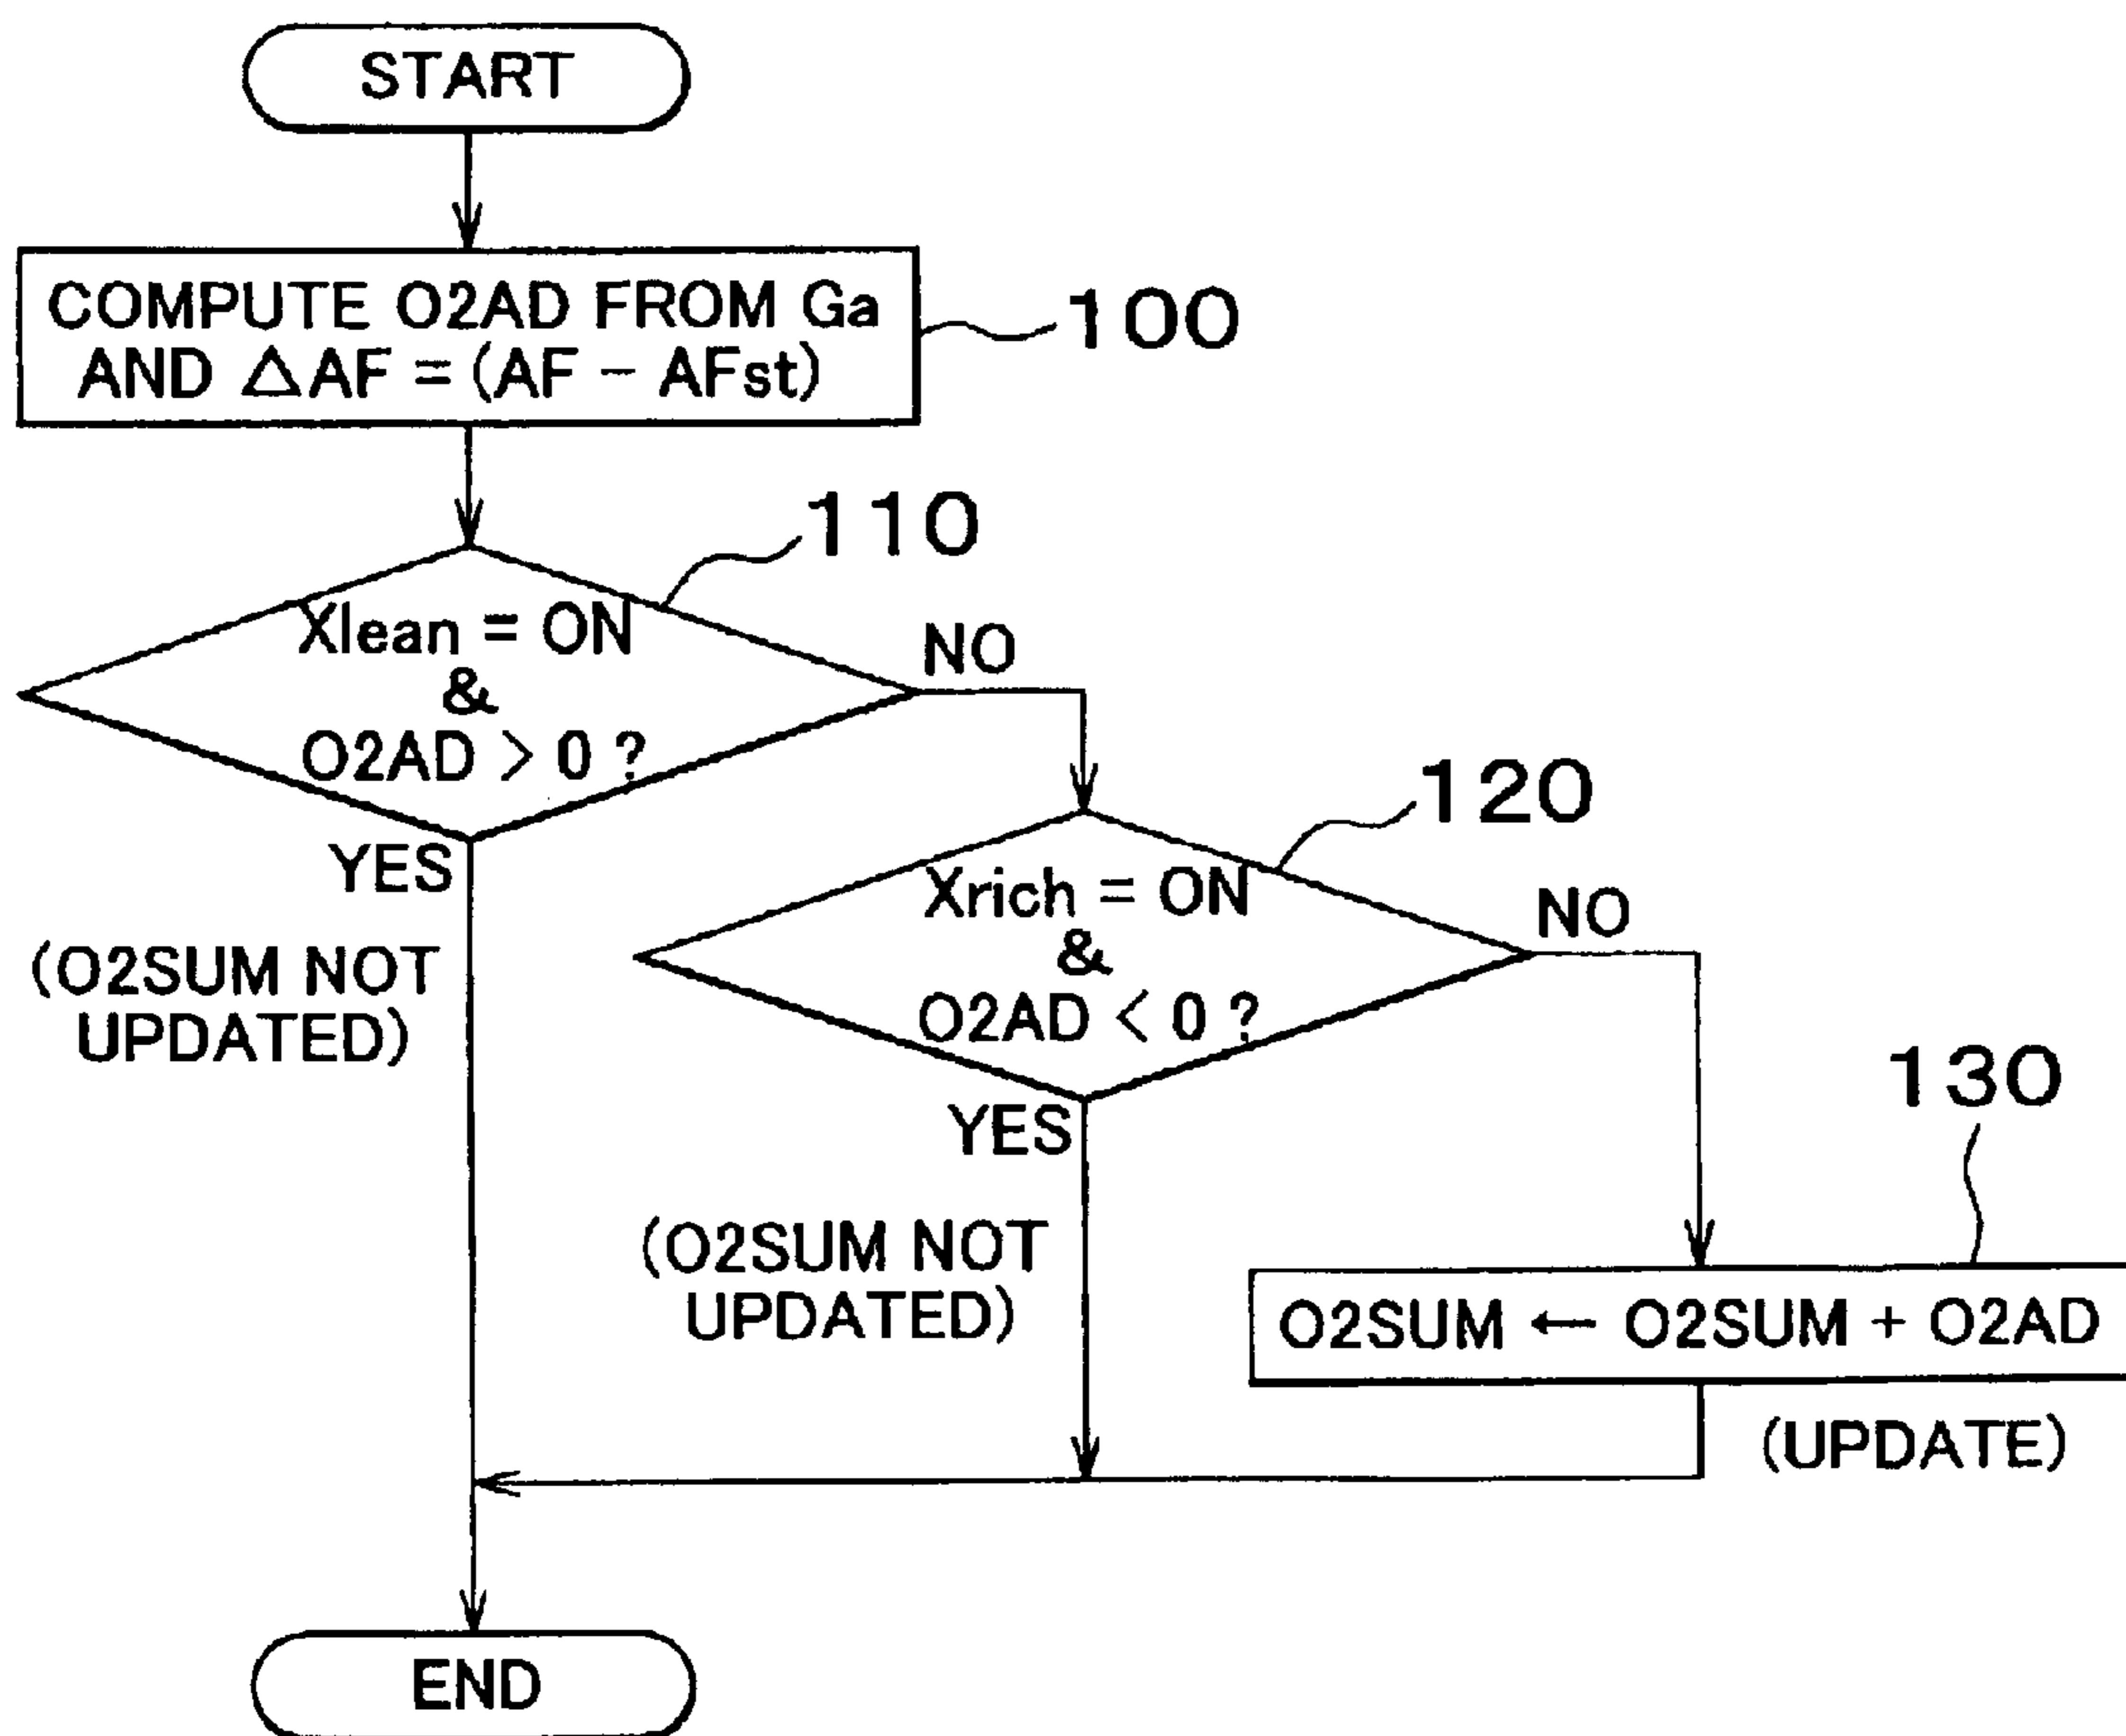 START
COMPUTE O2AD FROM Ga
AND △AF = (AF − AFst)
100
110
Xlean = ON
&
O2AD > 0 ?
NO
YES
120
Xrich = ON
&
O2AD < 0 ?
NO
YES
(O2SUM NOT
UPDATED)
(O2SUM NOT
UPDATED)
130
O2SUM ← O2SUM + O2AD
(UPDATE)
END